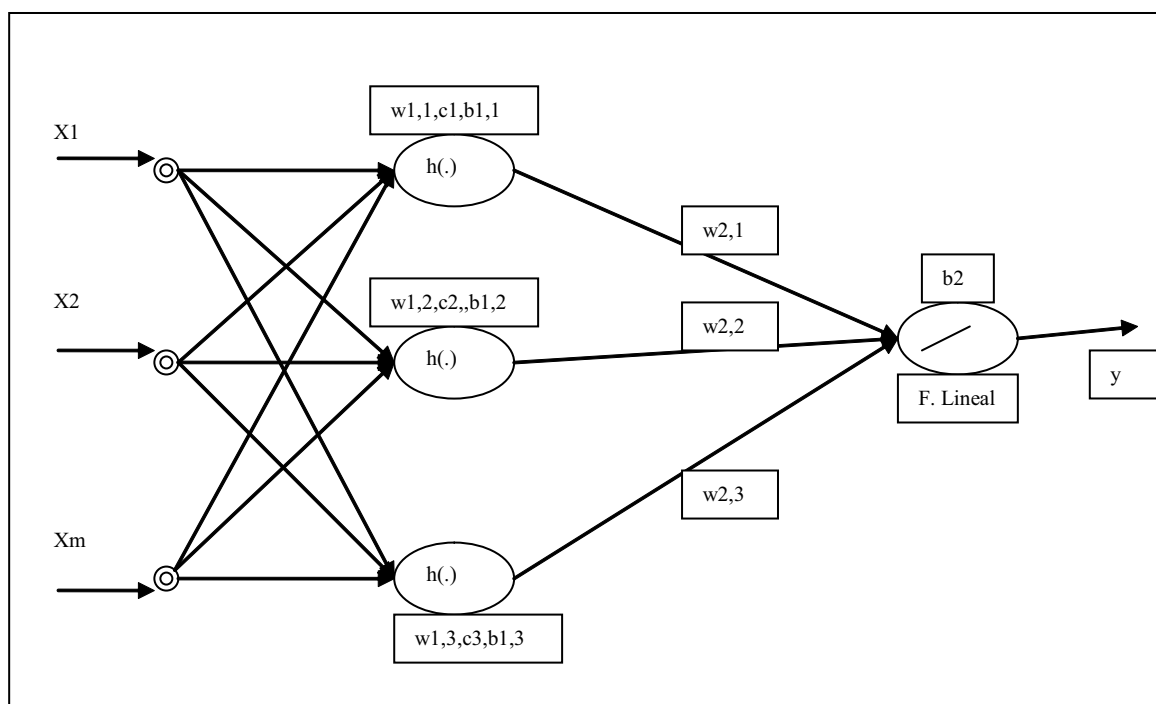 w1,1,c1,b1,1
X1
h(.)
w2,1
b2
X2
w1,2,c2,,b1,2
w2,2
h(.)
y
F. Lineal
w2,3
Xm
h(.)
w1,3,c3,b1,3